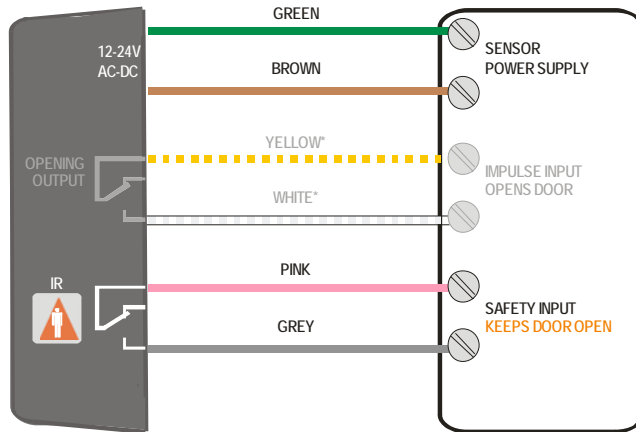 GREEN
12-24V
AC-DC
SENSOR
POWER SUPPLY
BROWN
YELLOW*
OPENING
OUTPUT
IMPULSE INPUT
OPENS DOOR
WHITE*
PINK
IR
SAFETY INPUT
KEEPS DOOR OPEN
GREY